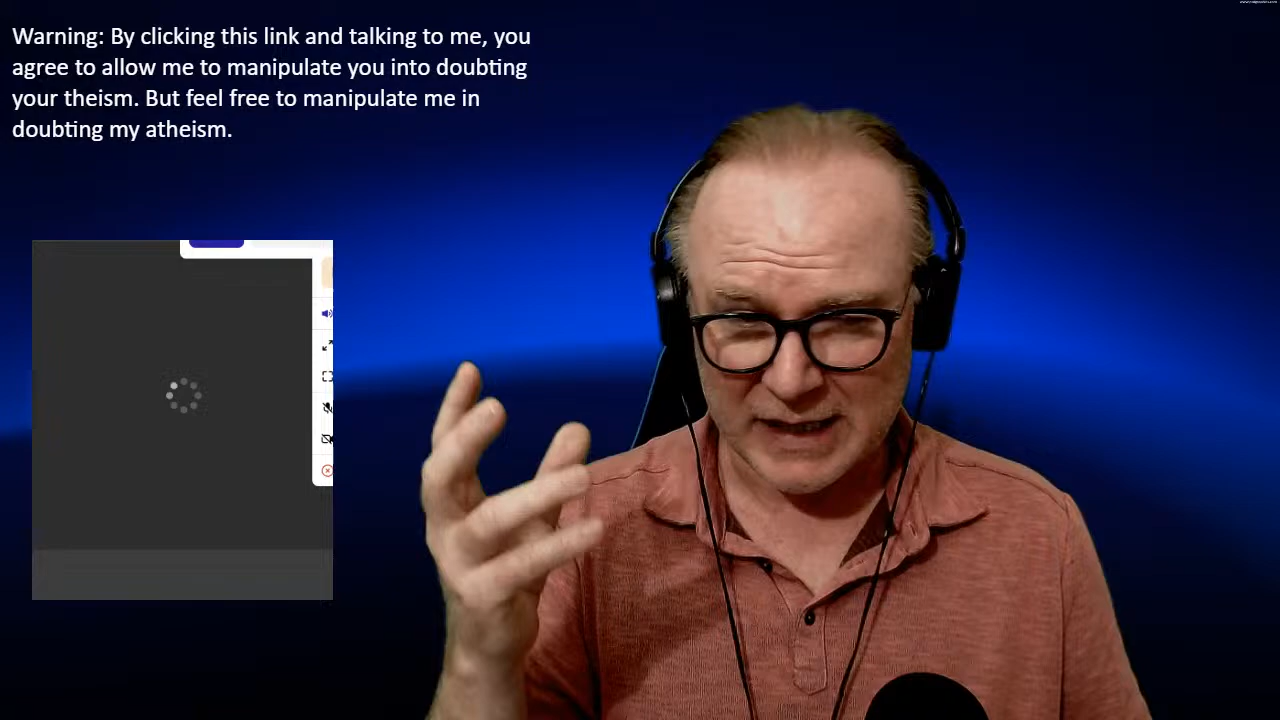 Warning: By clicking this link and talking to me, you
agree to allow me to manipulate you into doubting
your theism. But feel free to manipulate me in
doubting my atheism.